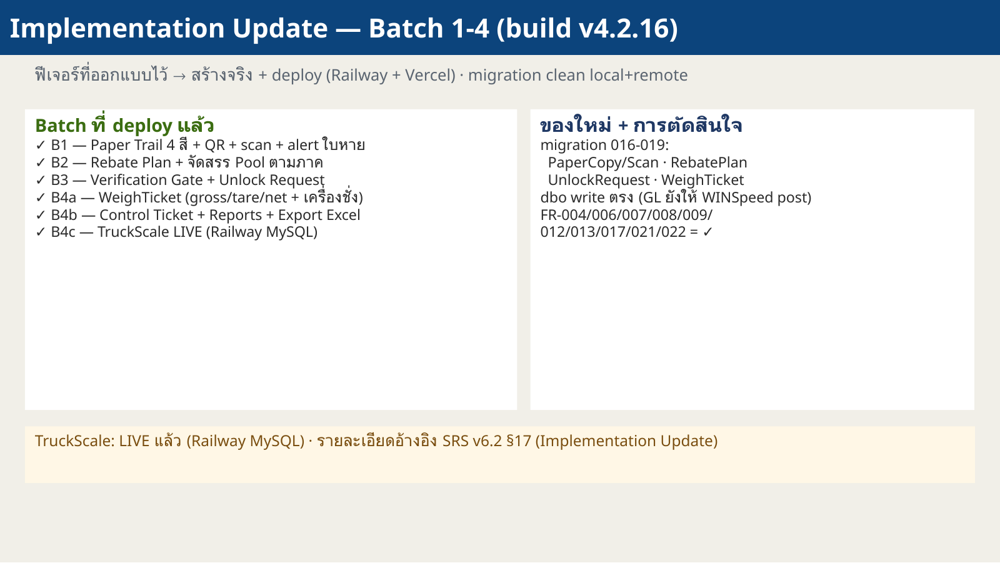 Implementation Update — Batch 1-4 (build v4.2.16)
ฟีเจอร์ที่ออกแบบไว้ → สร้างจริง + deploy (Railway + Vercel) · migration clean local+remote
Batch ที่ deploy แล้ว
✓ B1 — Paper Trail 4 สี + QR + scan + alert ใบหาย
✓ B2 — Rebate Plan + จัดสรร Pool ตามภาค
✓ B3 — Verification Gate + Unlock Request
✓ B4a — WeighTicket (gross/tare/net + เครื่องชั่ง)
✓ B4b — Control Ticket + Reports + Export Excel
✓ B4c — TruckScale LIVE (Railway MySQL)
ของใหม่ + การตัดสินใจ
migration 016-019:
PaperCopy/Scan · RebatePlan
UnlockRequest · WeighTicket
dbo write ตรง (GL ยังให้ WINSpeed post)
FR-004/006/007/008/009/
012/013/017/021/022 = ✓
TruckScale: LIVE แล้ว (Railway MySQL) · รายละเอียดอ้างอิง SRS v6.2 §17 (Implementation Update)